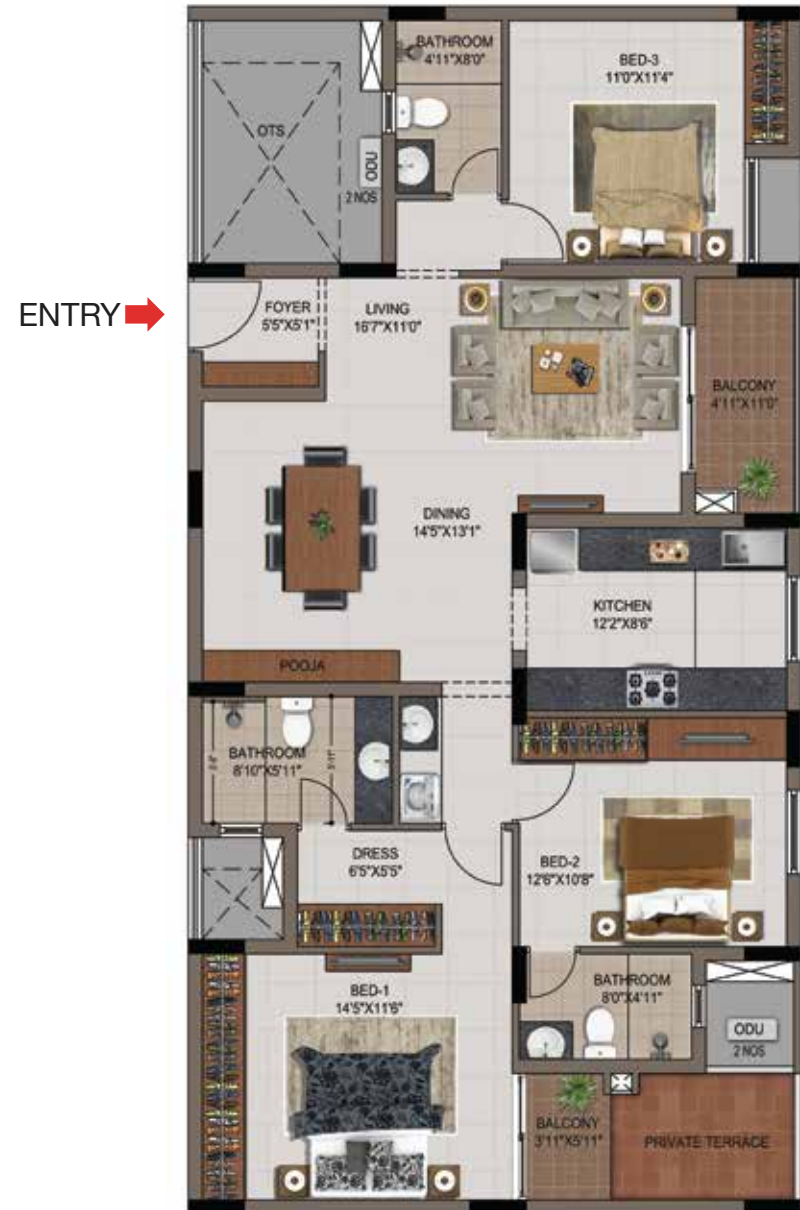 BATHROOM
4'11"X8'0"
BED-3
11'0"X11'4"
OTS
ODU
2 NOS
ENTRY
FOYER
5'5"X5'1"
LIVING
16'7"X11'0"
BALCONY
4'11"X11'0"
DINING
14'5"X13'1"
KITCHEN
12'2"X8'6"
POOJA
BATHROOM
8'10"X5'11"
5'-11"
DRESS
6'5"X5'5"
BED-2
12'6"X10'8"
BED-1
14'5"X11'6"
BATHROOM
8'0"X4'11"
ODU
2 NOS
BALCONY
3'11"X5'11"
PRIVATE TERRACE